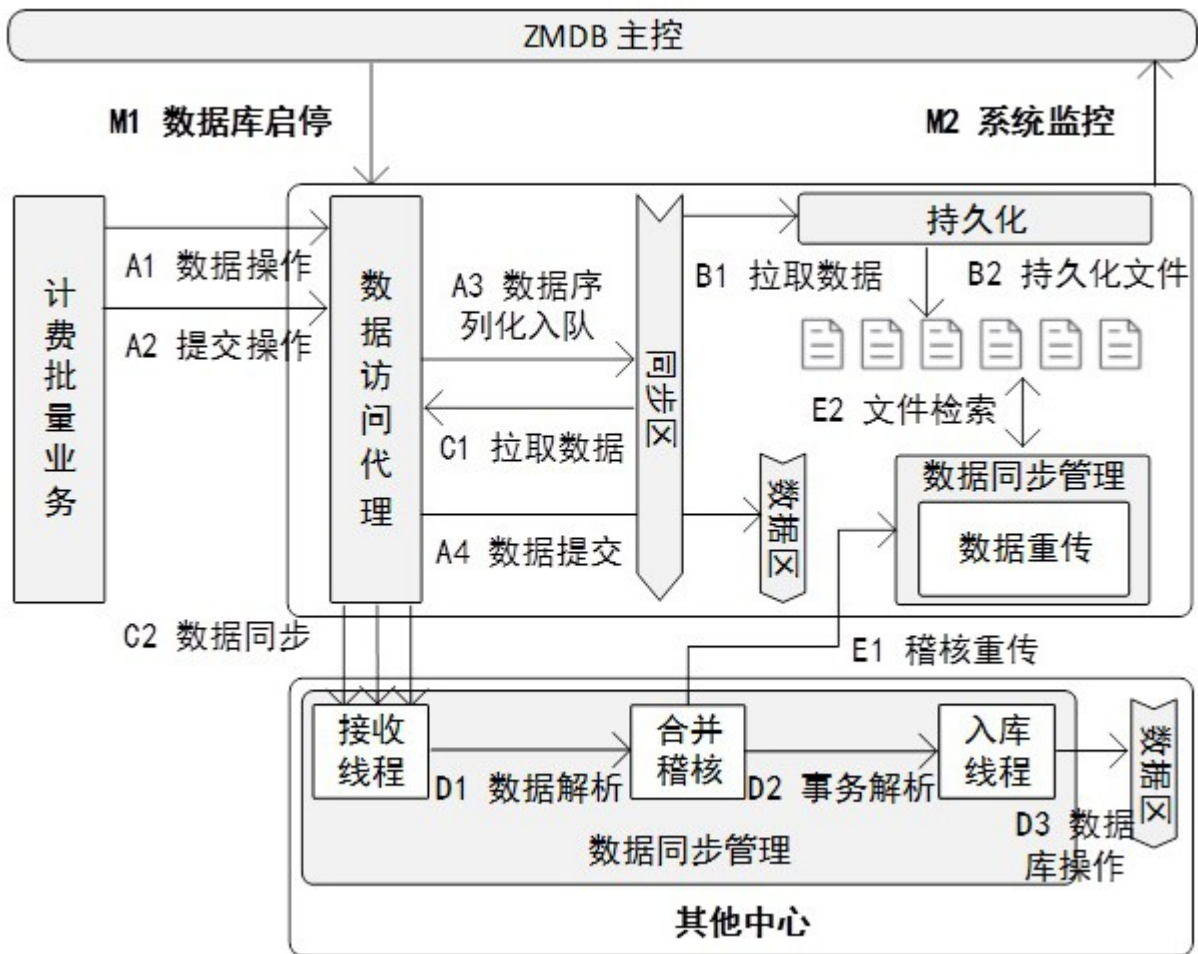 ZMDB 主控
M1 数据库启停
M2 系统监控
计费批量业务
A1 数据操作
A2 提交操作
数据访问代理
A3 数据序
列化入队
C1 拉取数据
A4 数据提交
同步区
B1 拉取数据
持久化
B2 持久化文件
E2 文件检索
数据区
数据同步管理
数据重传
C2 数据同步
E1 稽核重传
接收
线程
D1 数据解析
合并
稽核
D2 事务解析
入库
线程
D3 数据
库操作
数据区
数据同步管理
其他中心